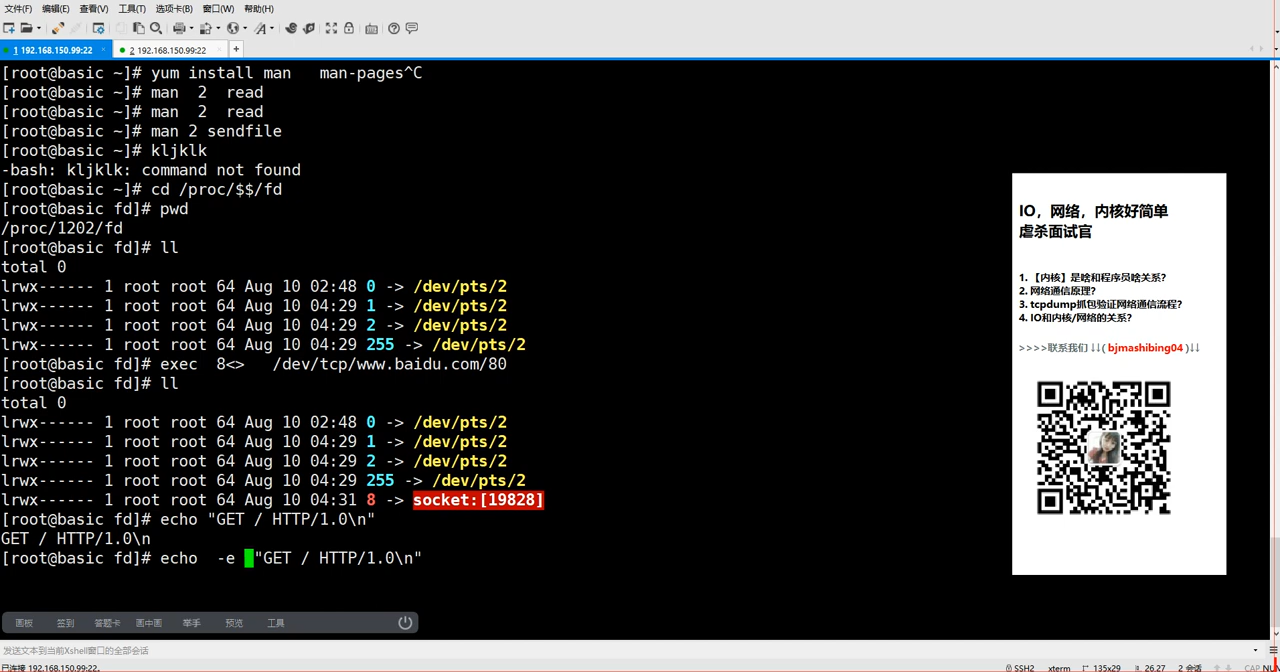 文件(F) 编辑(E) 查看(V) 工具(T) 选项卡(B) 窗口(W) 帮助(H)
1 192.168.150.99:22 × 2 192.168.150.99:22 × +
[root@basic ~]# yum install man   man-pages^C
[root@basic ~]# man  2  read
[root@basic ~]# man  2  read
[root@basic ~]# man 2 sendfile
[root@basic ~]# kljklk
-bash: kljklk: command not found
[root@basic ~]# cd /proc/$$/fd
[root@basic fd]# pwd
/proc/1202/fd
[root@basic fd]# ll
total 0
lrwx------ 1 root root 64 Aug 10 02:48 0 -> /dev/pts/2
lrwx------ 1 root root 64 Aug 10 04:29 1 -> /dev/pts/2
lrwx------ 1 root root 64 Aug 10 04:29 2 -> /dev/pts/2
lrwx------ 1 root root 64 Aug 10 04:29 255 -> /dev/pts/2
[root@basic fd]# exec  8<>   /dev/tcp/www.baidu.com/80
[root@basic fd]# ll
total 0
lrwx------ 1 root root 64 Aug 10 02:48 0 -> /dev/pts/2
lrwx------ 1 root root 64 Aug 10 04:29 1 -> /dev/pts/2
lrwx------ 1 root root 64 Aug 10 04:29 2 -> /dev/pts/2
lrwx------ 1 root root 64 Aug 10 04:29 255 -> /dev/pts/2
lrwx------ 1 root root 64 Aug 10 04:31 8 -> socket:[19828]
[root@basic fd]# echo "GET / HTTP/1.0\n"
GET / HTTP/1.0\n
[root@basic fd]# echo  -e  "GET / HTTP/1.0\n"
IO，网络，内核好简单
虐杀面试官
1. 【内核】是啥和程序员啥关系?
2. 网络通信原理?
3. tcpdump抓包验证网络通信流程?
4. IO和内核/网络的关系?
>>>>联系我们 ↓↓( bjmashibing04 )↓↓
画板 签到 答题卡 画中画 举手 预览 工具
发送文本到当前Xshell窗口的全部会话
已连接 192.168.150.99:22。 SSH2 xterm 135x29 26,27 2 会话 CAP NUM